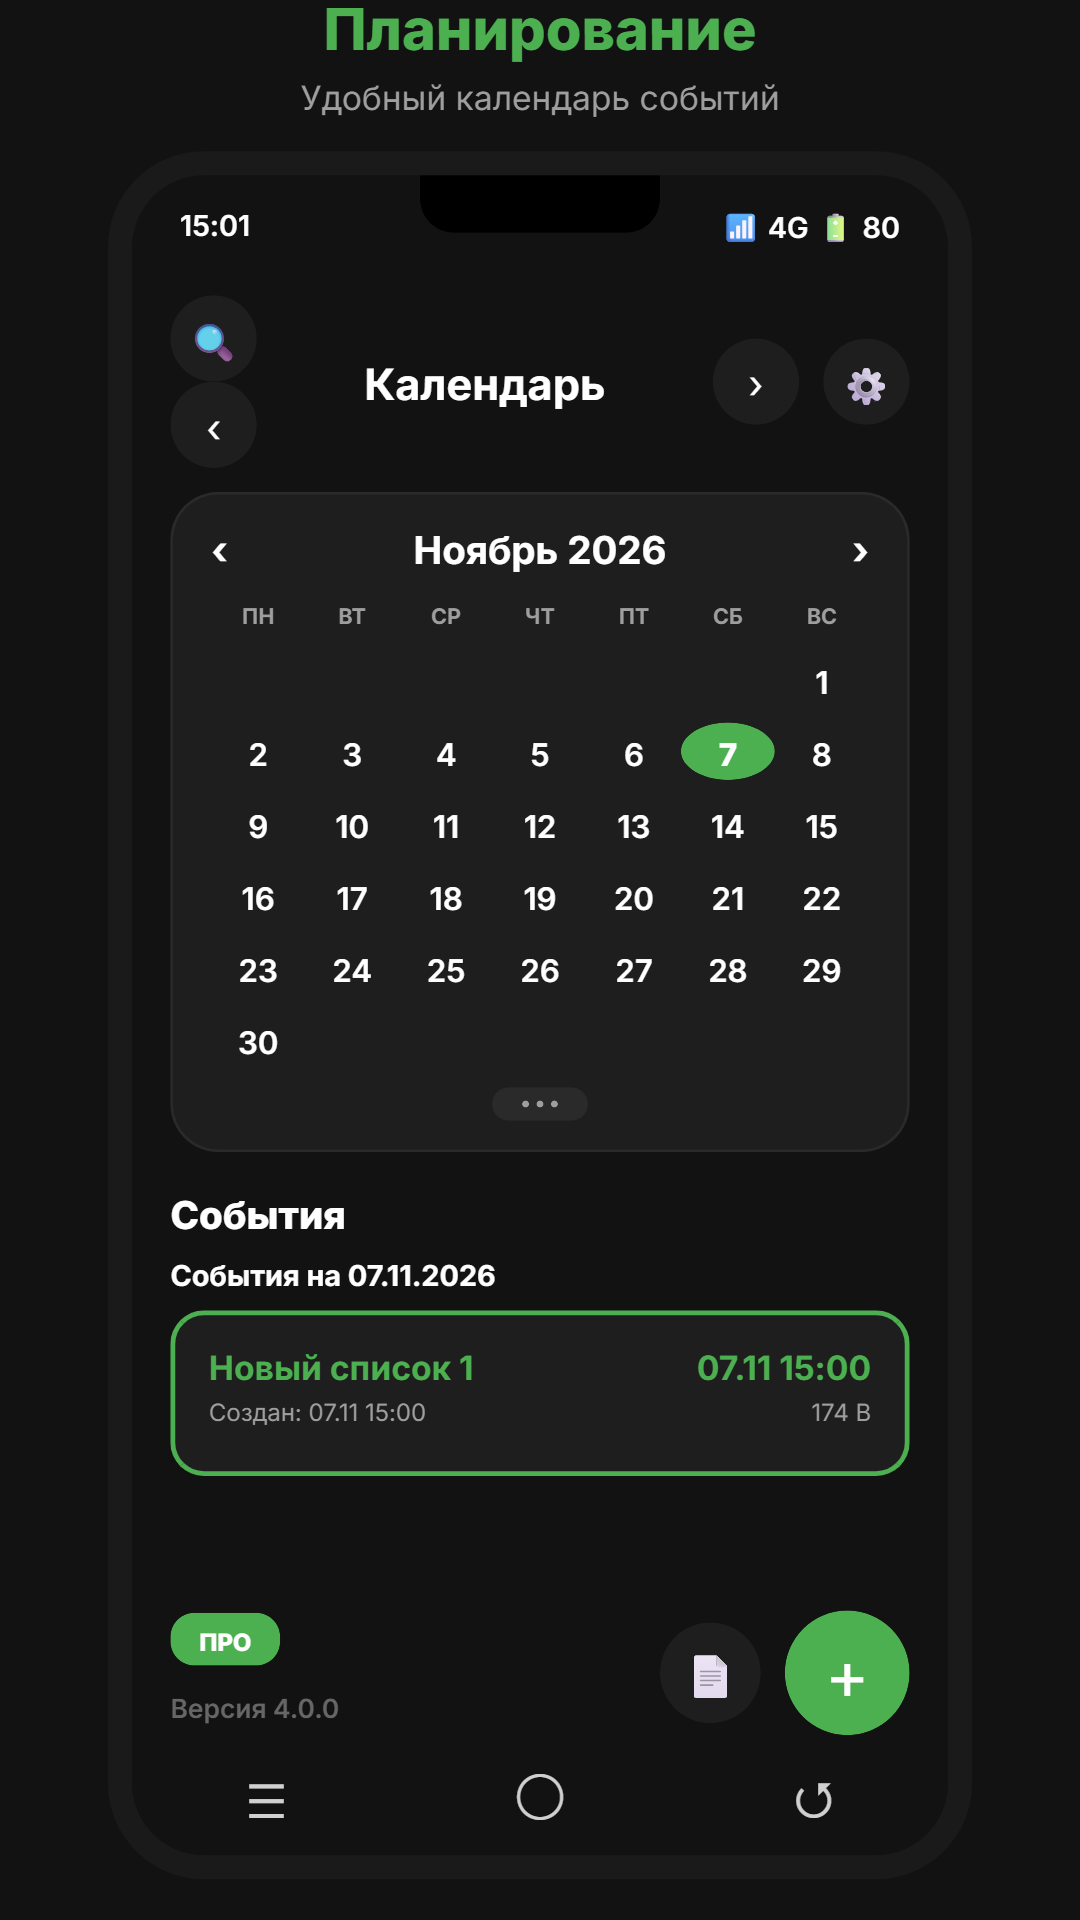 Планирование
Удобный календарь событий
15:01 4G 80
Календарь
‹ Ноябрь 2026 ›
ПН ВТ СР ЧТ ПТ СБ ВС
1
2 3 4 5 6 7 8
9 10 11 12 13 14 15
16 17 18 19 20 21 22
23 24 25 26 27 28 29
30
События
События на 07.11.2026
Новый список 1 07.11 15:00
Создан: 07.11 15:00 174 B
ПРО
Версия 4.0.0